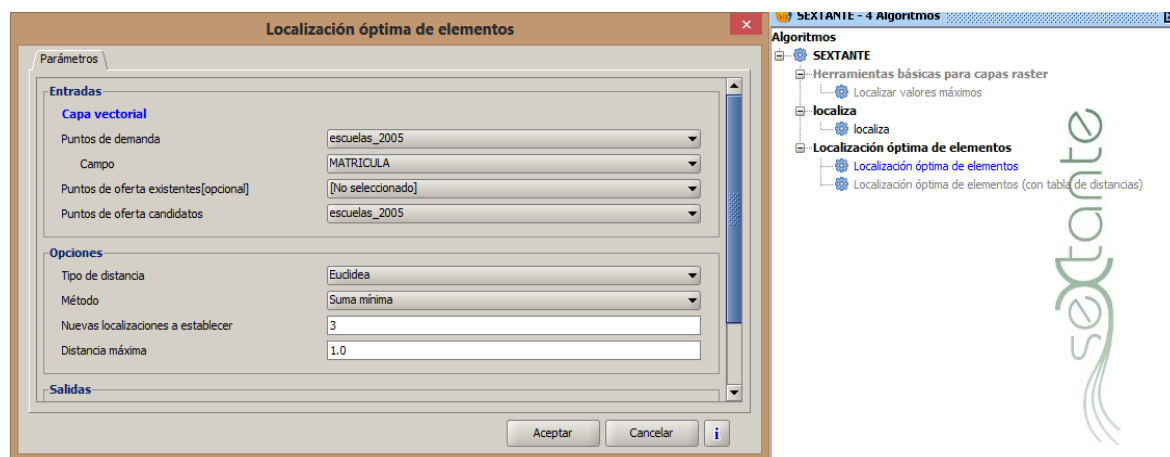 Localización óptima de elementos
Parámetros
Entradas
Capa vectorial
Puntos de demanda
escuelas_2005
Campo
MATRICULA
Puntos de oferta existentes[opcional]
[No seleccionado]
Puntos de oferta candidatos
escuelas_2005
Opciones
Tipo de distancia
Euclidea
Método
Suma mínima
Nuevas localizaciones a establecer
3
Distancia máxima
1.0
Salidas
Aceptar
Cancelar
i
SEXTANTE - 4 Algoritmos
Algoritmos
SEXTANTE
Herramientas básicas para capas raster
Localizar valores máximos
localiza
localiza
Localización óptima de elementos
Localización óptima de elementos
Localización óptima de elementos (con tabla de distancias)
sextante